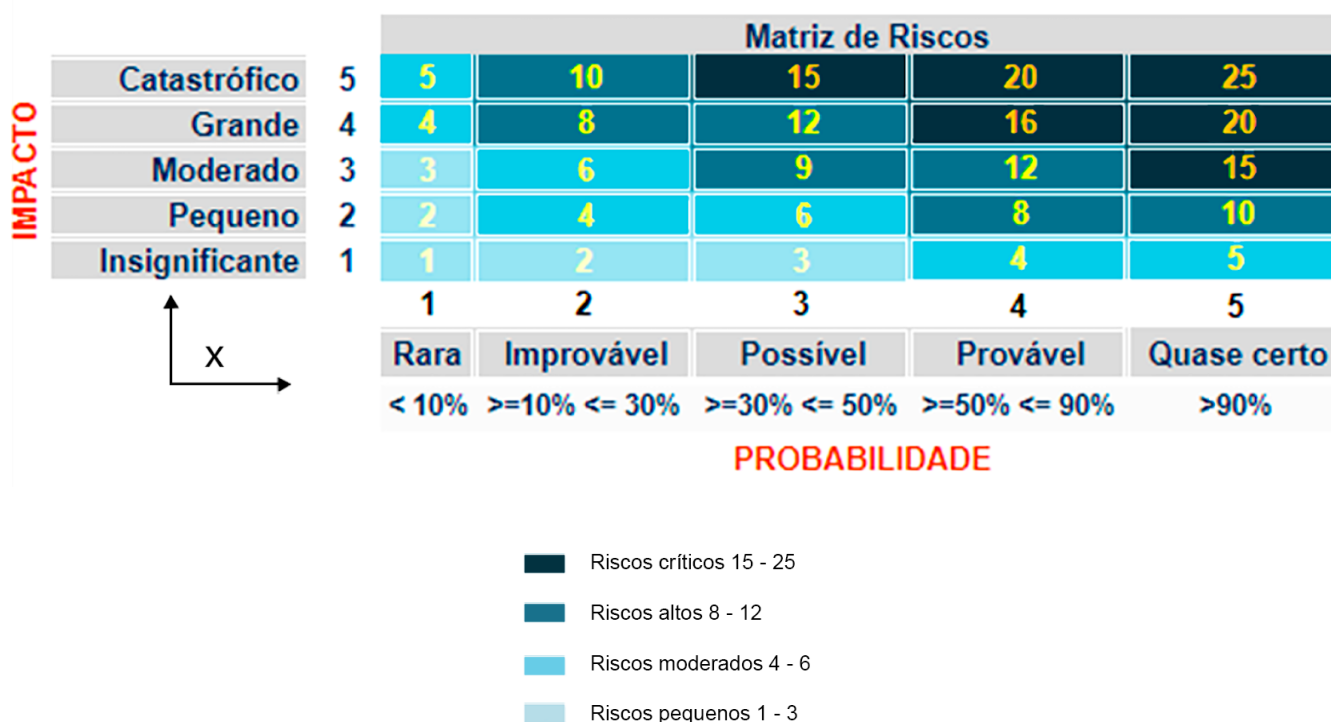 Matriz de Riscos
IMPACTO
Catastrófico 5 5 10 15 20 25
Grande 4 4 8 12 16 20
Moderado 3 3 6 9 12 15
Pequeno 2 2 4 6 8 10
Insignificante 1 1 2 3 4 5
1 2 3 4 5
X
Rara Improvável Possível Provável Quase certo
< 10% >=10% <= 30% >=30% <= 50% >=50% <= 90% >90%
PROBABILIDADE
Riscos críticos 15 - 25
Riscos altos 8 - 12
Riscos moderados 4 - 6
Riscos pequenos 1 - 3